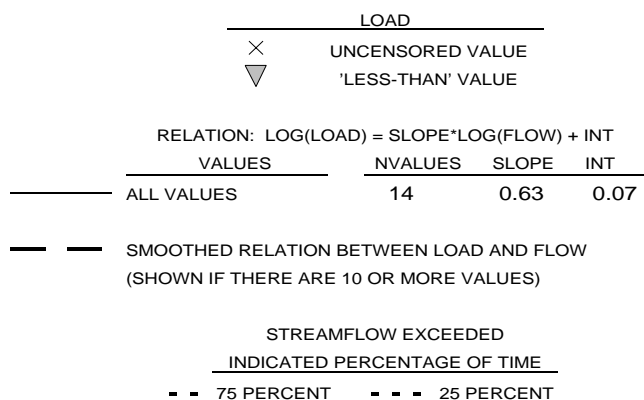 LOAD
UNCENSORED VALUE
'LESS-THAN' VALUE
RELATION: LOG(LOAD) = SLOPE*LOG(FLOW) + INT
VALUES NVALUES SLOPE INT
ALL VALUES 14 0.63 0.07
SMOOTHED RELATION BETWEEN LOAD AND FLOW
(SHOWN IF THERE ARE 10 OR MORE VALUES)
STREAMFLOW EXCEEDED
INDICATED PERCENTAGE OF TIME
75 PERCENT 25 PERCENT